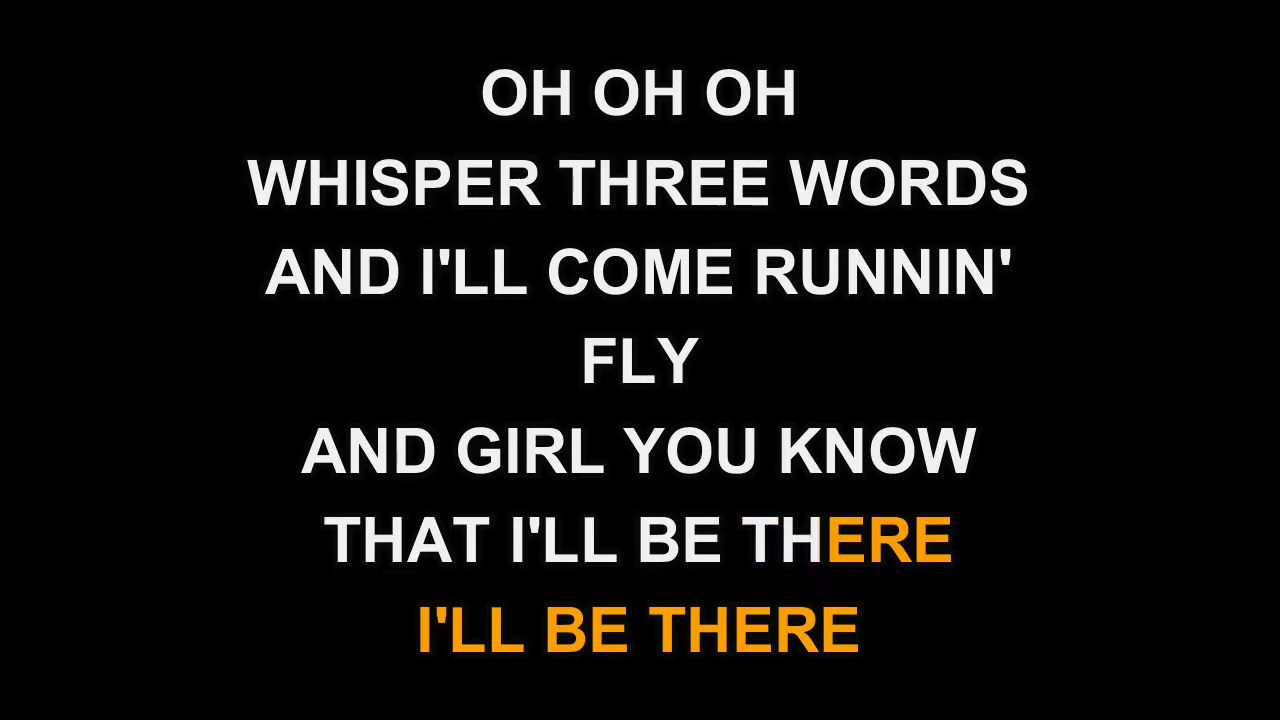 OH OH OH
WHISPER THREE WORDS
AND I'LL COME RUNNIN'
FLY
AND GIRL YOU KNOW
THAT I'LL BE THERE
I'LL BE THERE